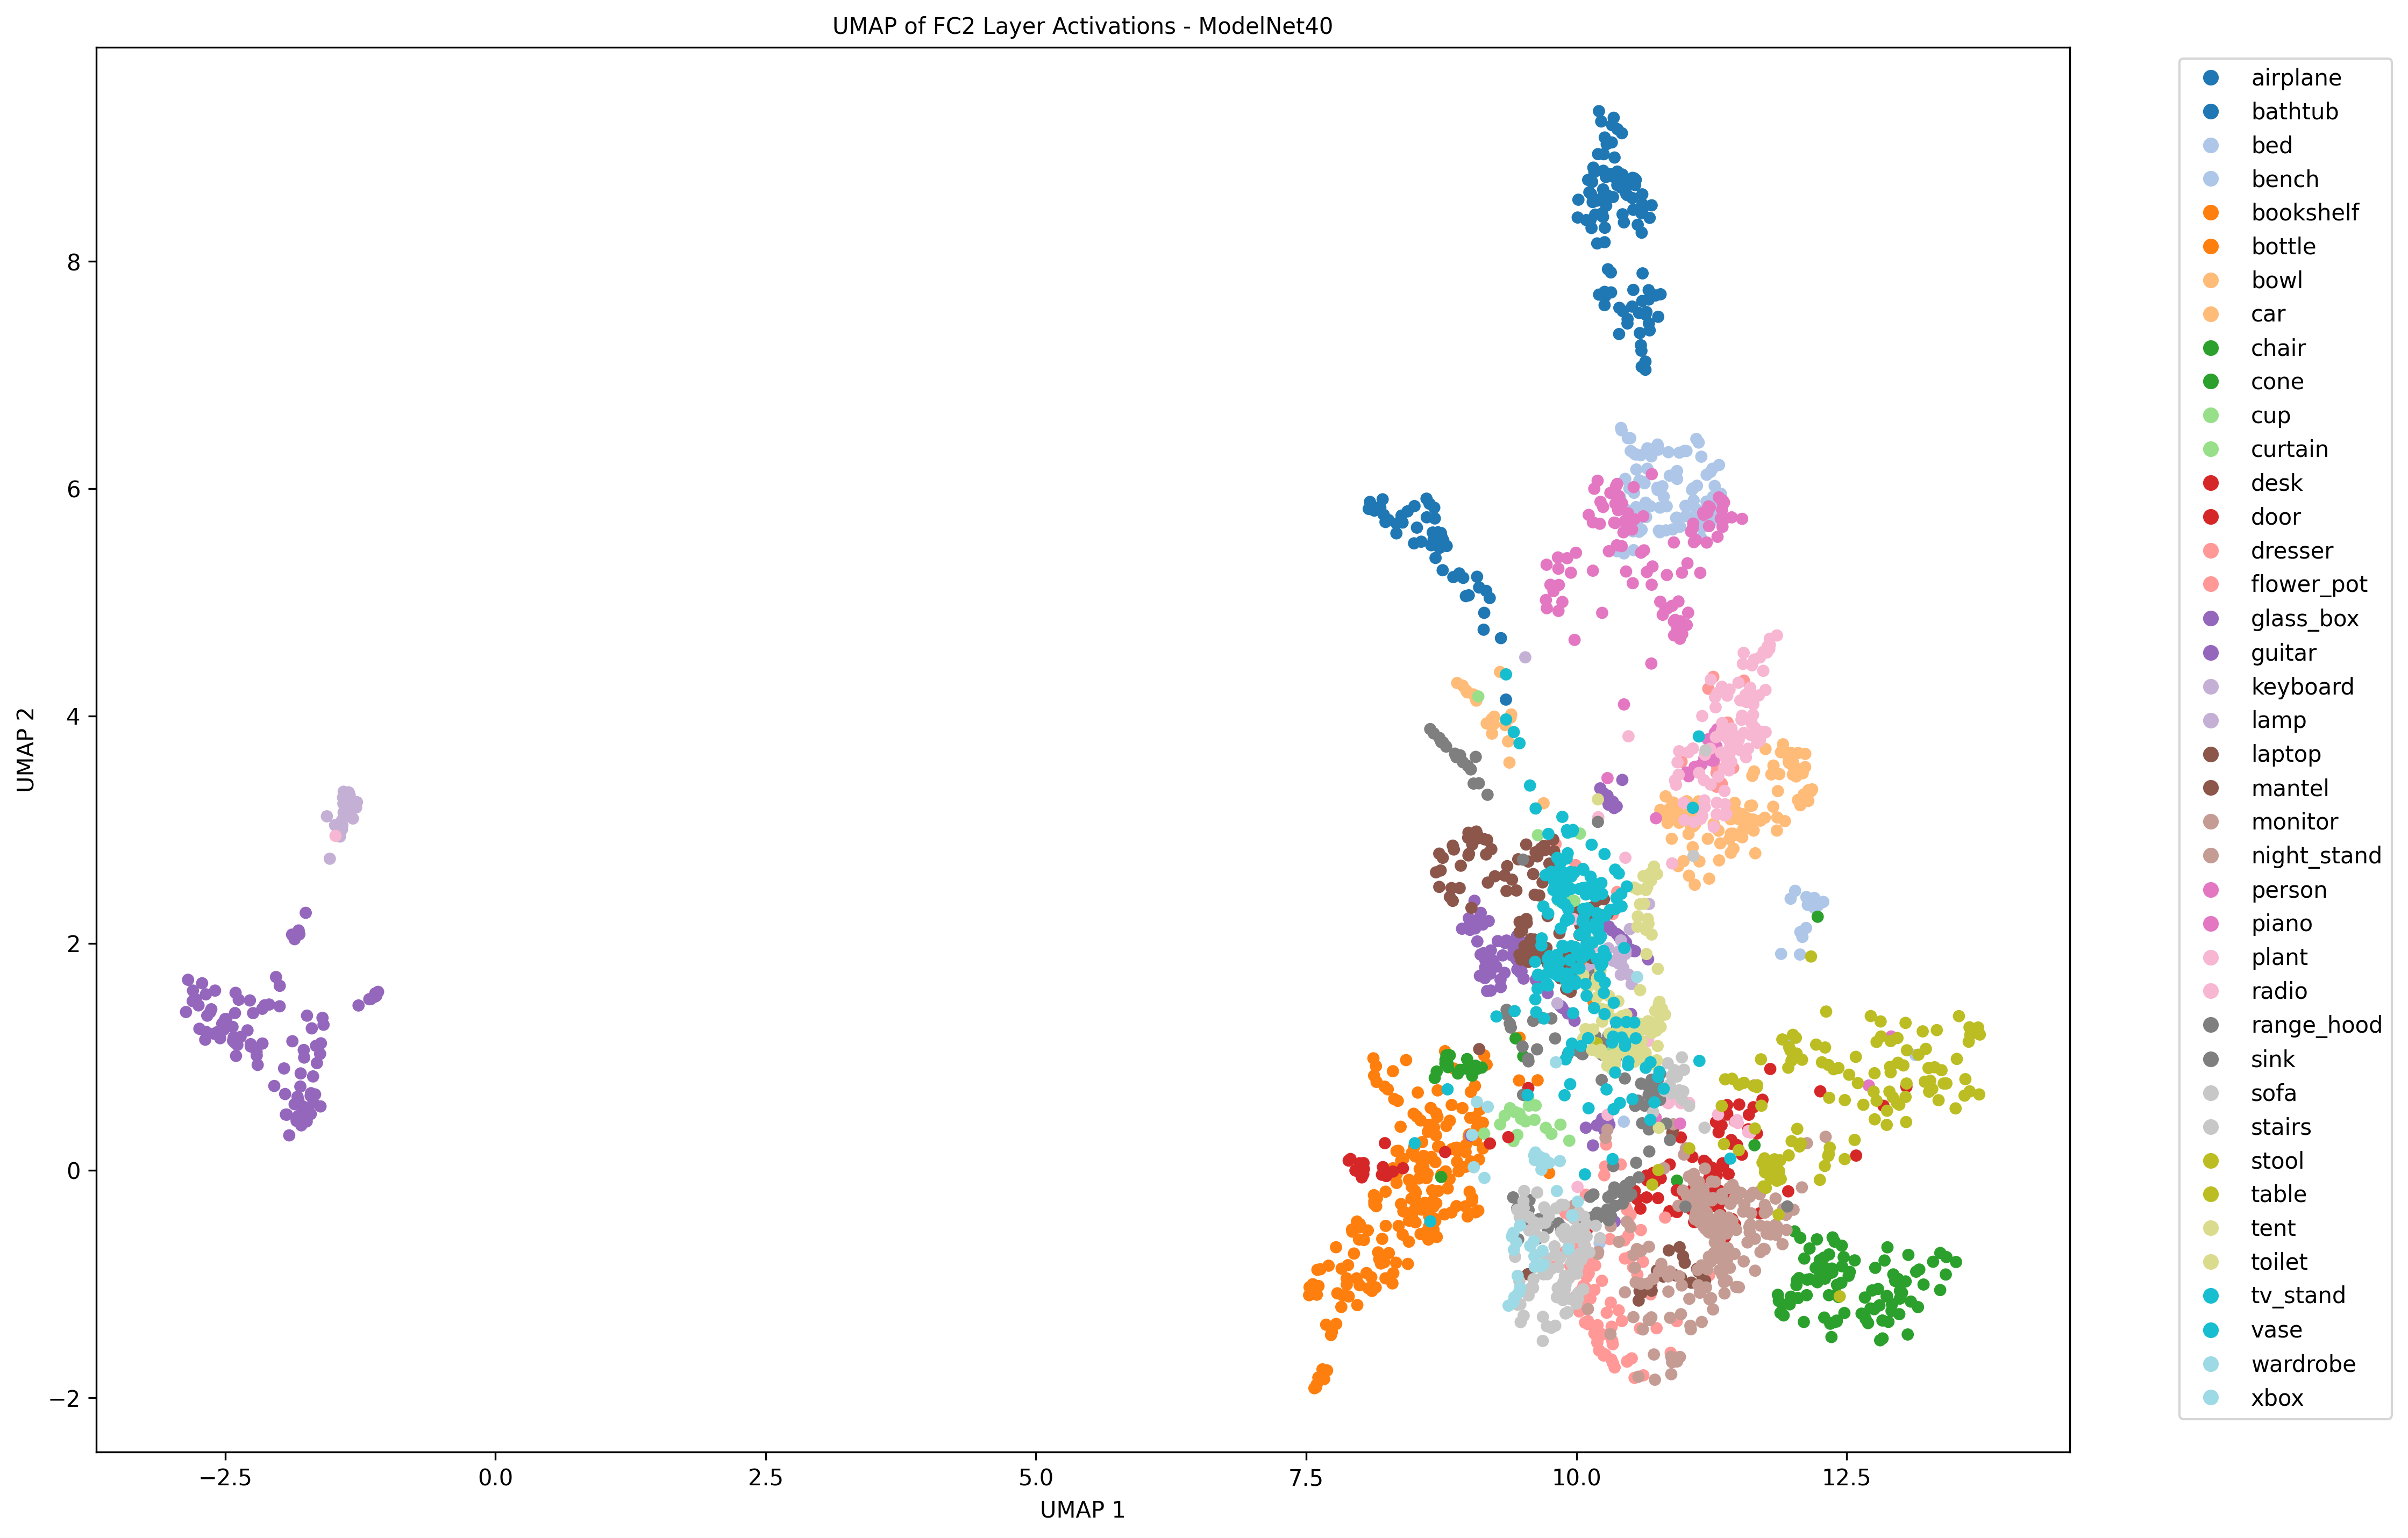 UMAP of FC2 Layer Activations - ModelNet40
UMAP 2
8
6
4
2
0
−2
−2.5
0.0
2.5
5.0
7.5
10.0
12.5
UMAP 1
airplane
bathtub
bed
bench
bookshelf
bottle
bowl
car
chair
cone
cup
curtain
desk
door
dresser
flower_pot
glass_box
guitar
keyboard
lamp
laptop
mantel
monitor
night_stand
person
piano
plant
radio
range_hood
sink
sofa
stairs
stool
table
tent
toilet
tv_stand
vase
wardrobe
xbox